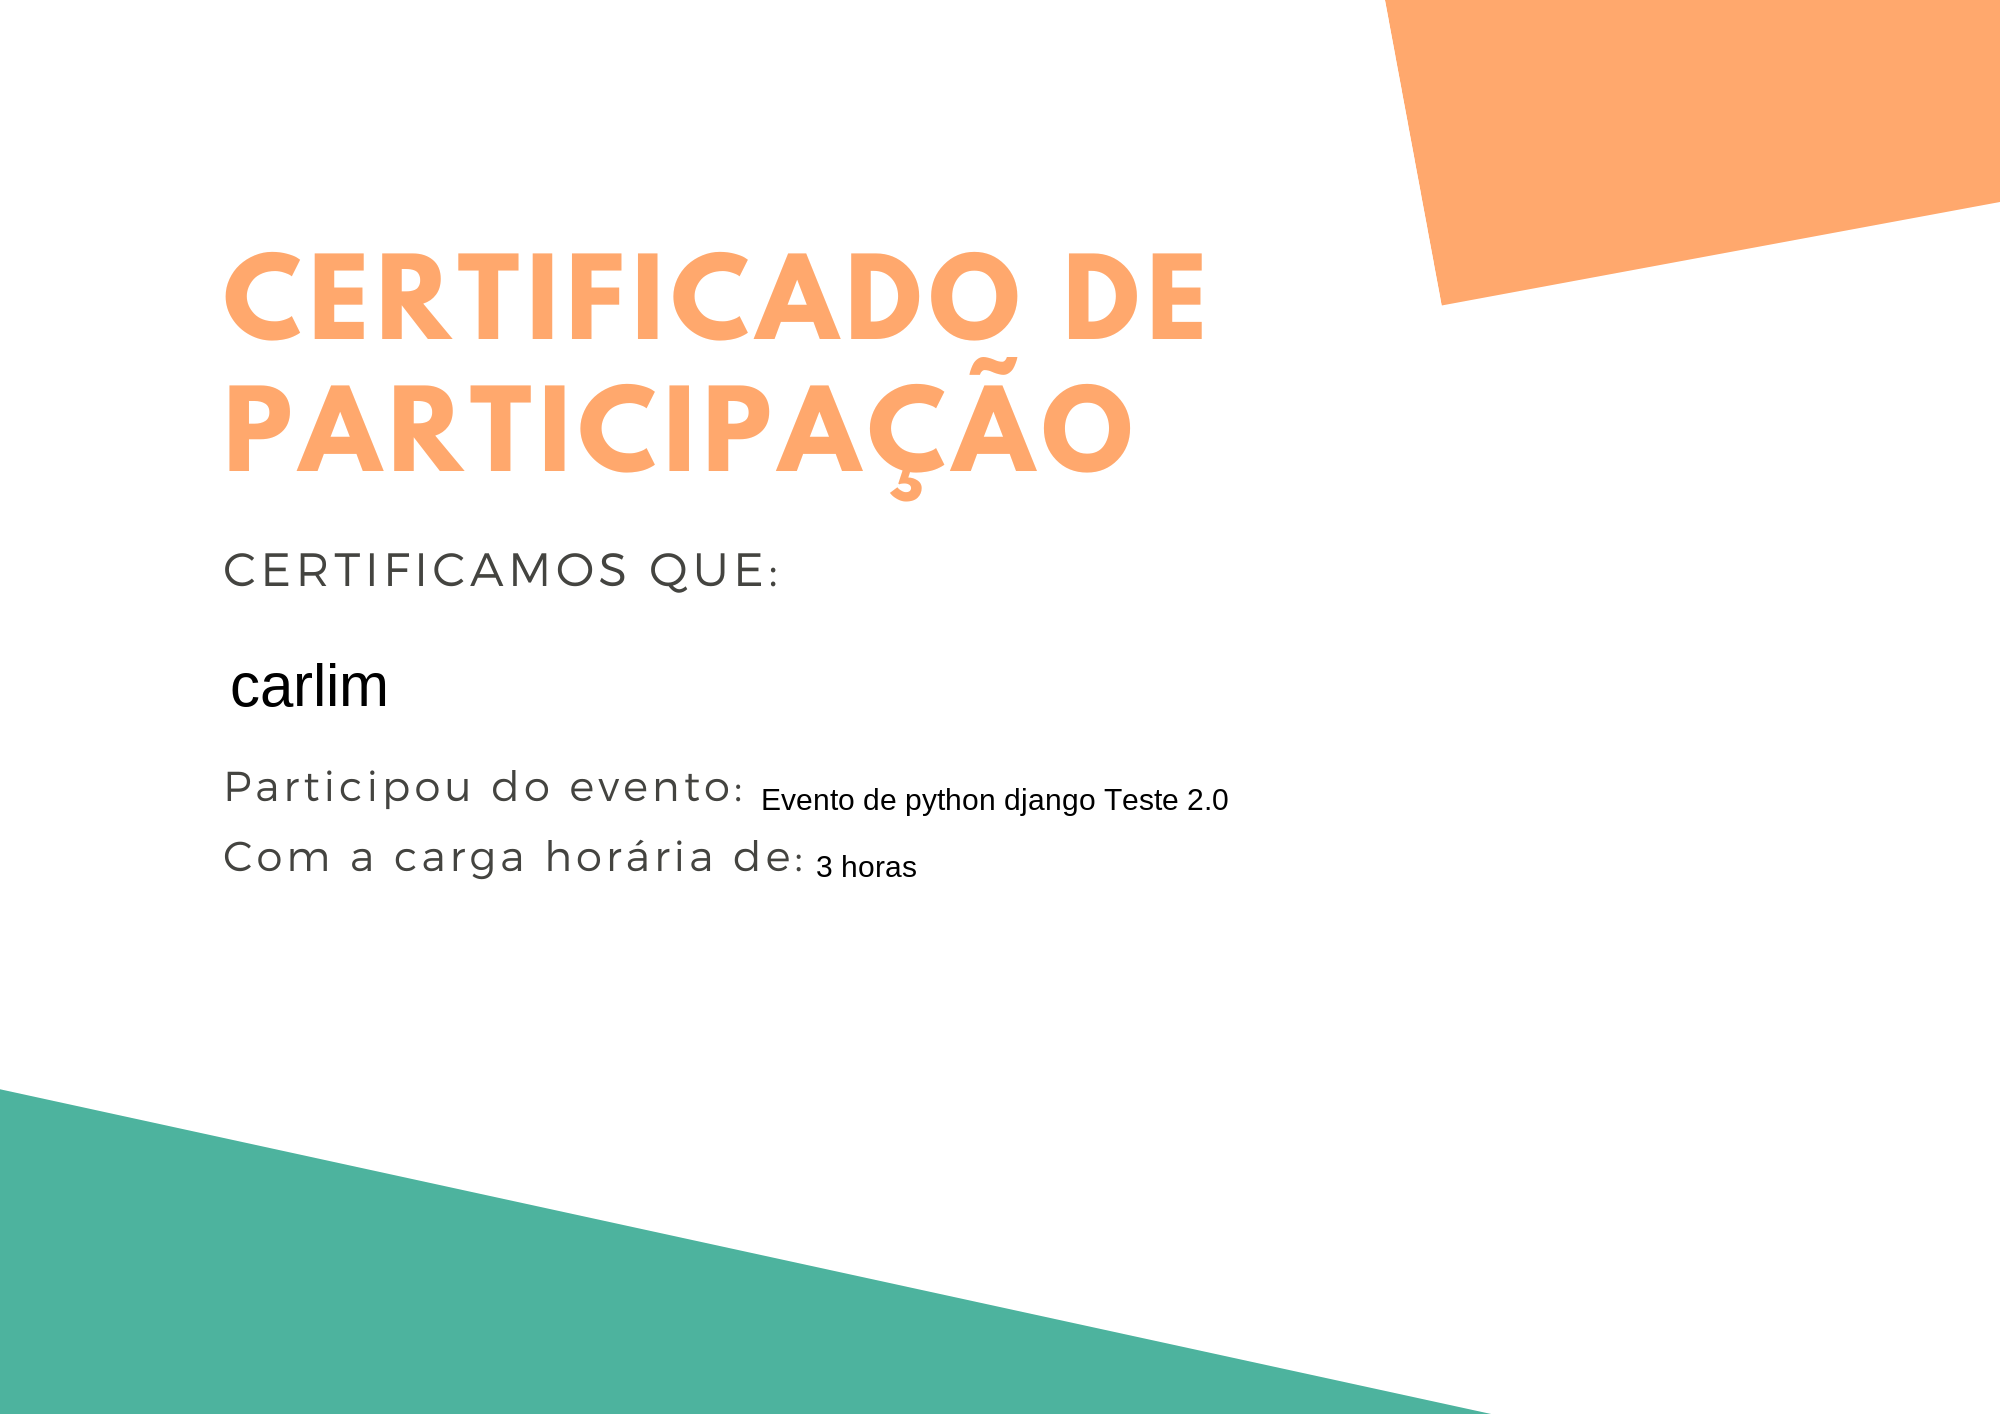 CERTIFICADO DE
PARTICIPAÇÃO
CERTIFICAMOS QUE:
carlim
Participou do evento: Evento de python django Teste 2.0
Com a carga horária de: 3 horas